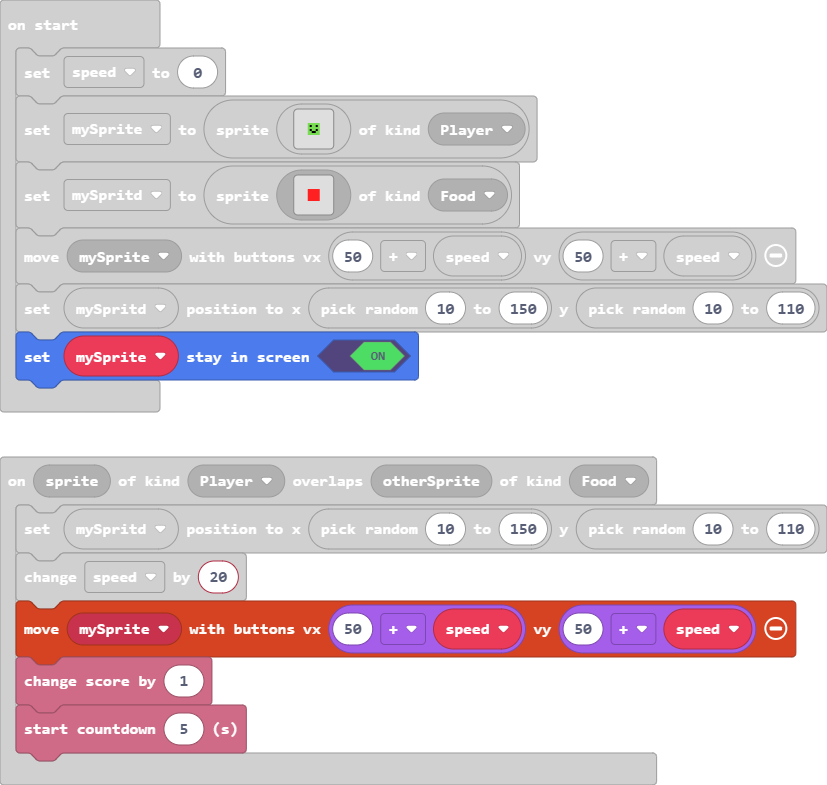 on start
set speed to 0
set mySprite to sprite of kind Player
set mySpritd to sprite of kind Food
move mySprite with buttons vx 50 + speed vy 50 + speed
set mySpritd position to x pick random 10 to 150 y pick random 10 to 110
set mySprite stay in screen ON
on sprite of kind Player overlaps otherSprite of kind Food
set mySpritd position to x pick random 10 to 150 y pick random 10 to 110
change speed by 20
move mySprite with buttons vx 50 + speed vy 50 + speed
change score by 1
start countdown 5 (s)